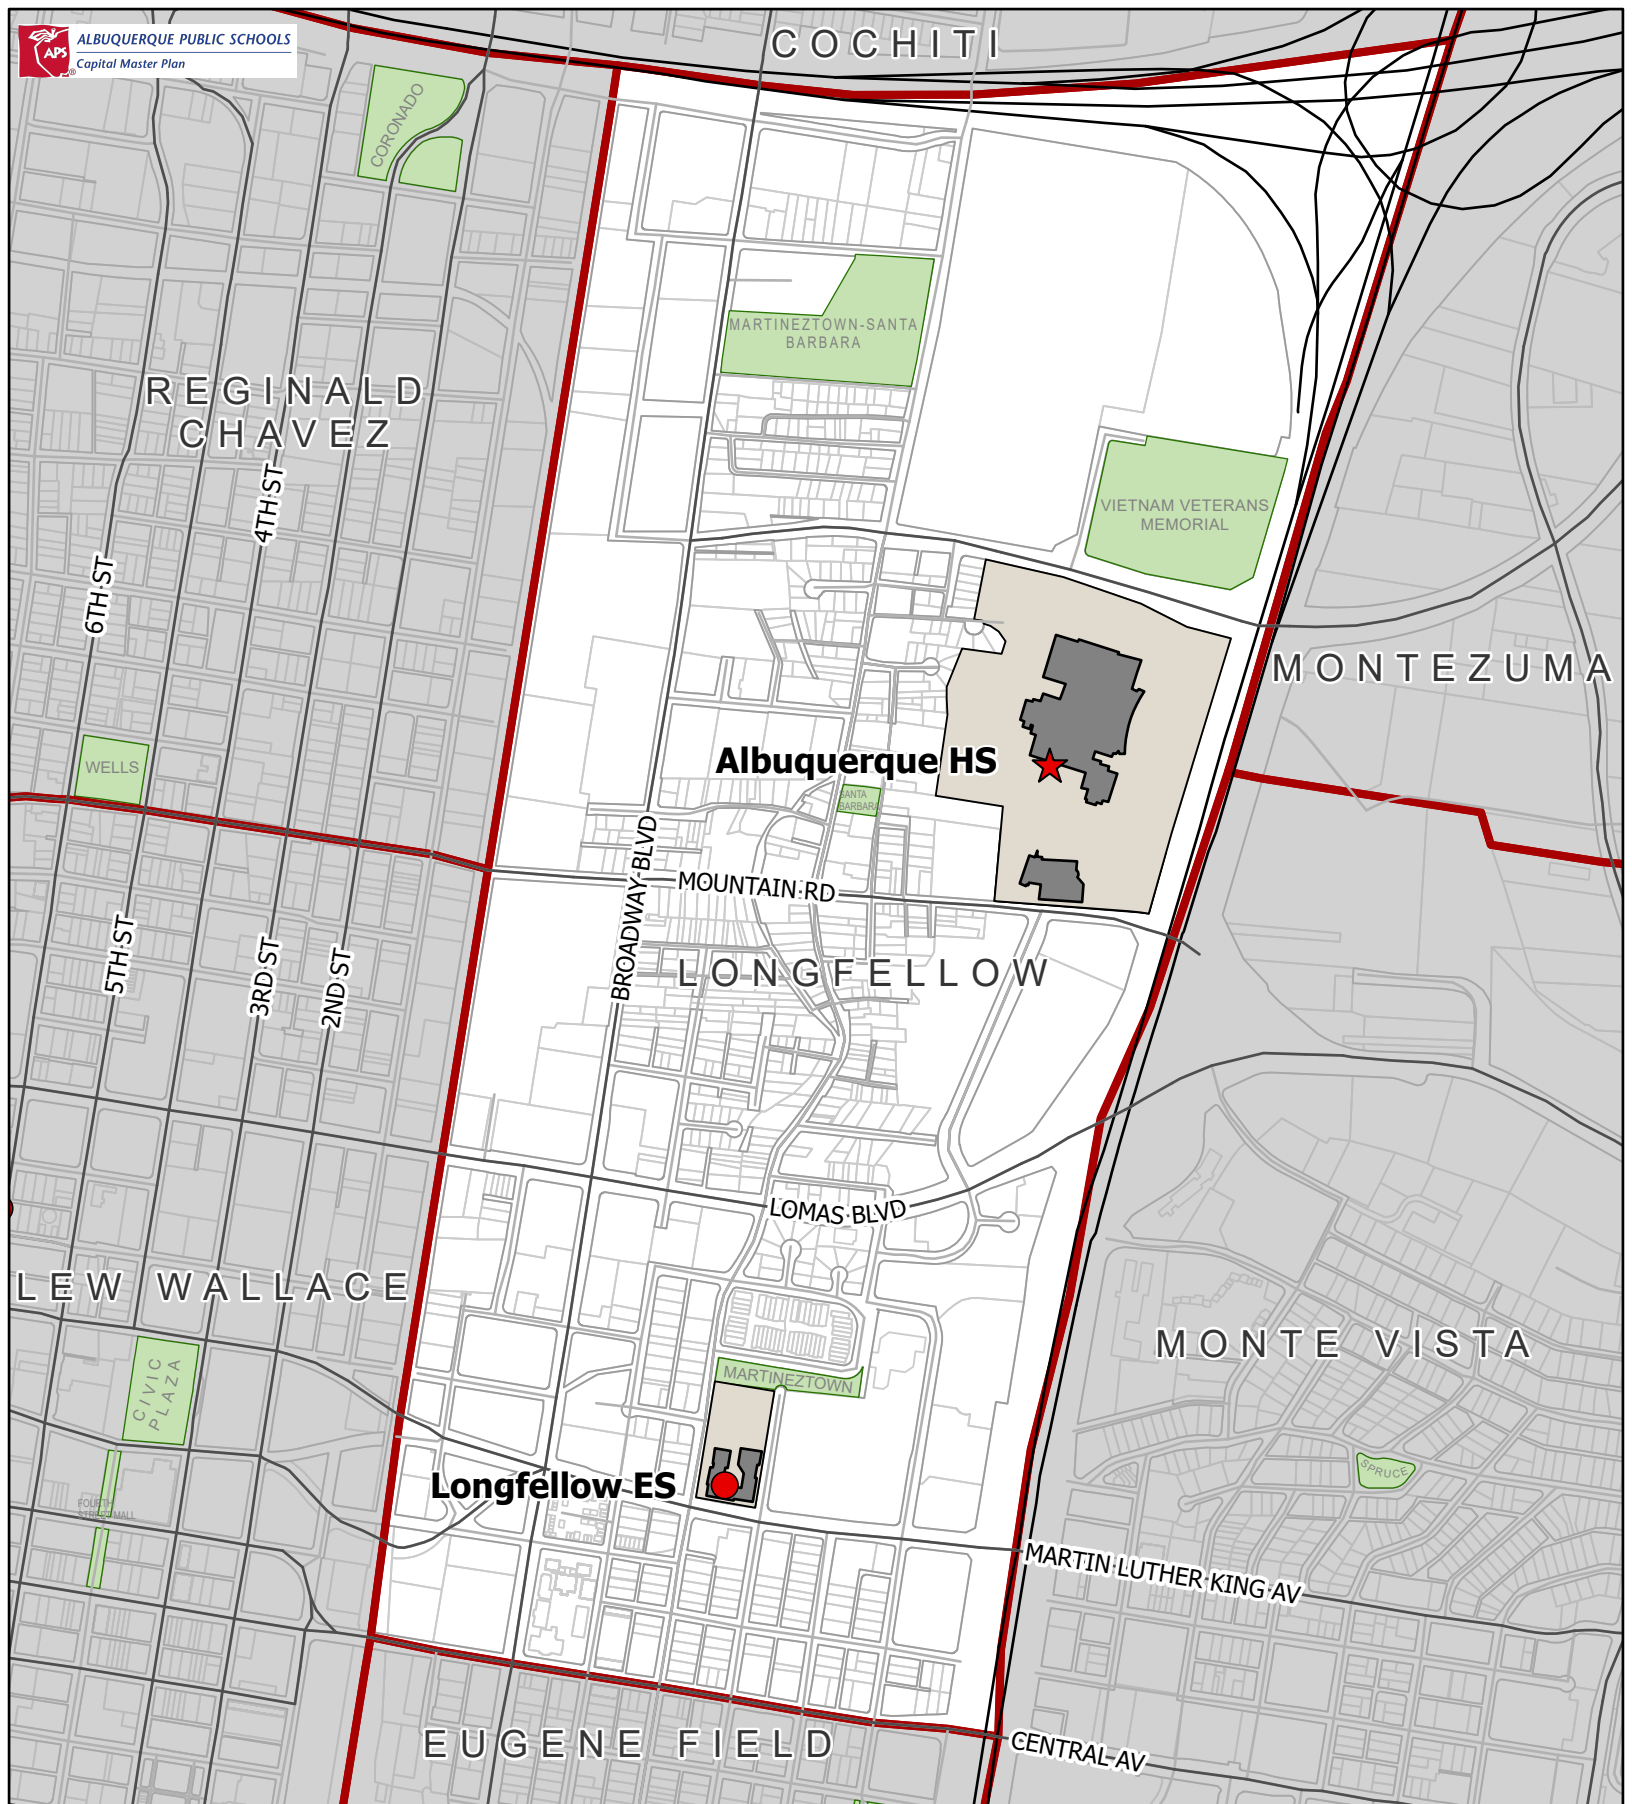 ALBUQUERQUE PUBLIC SCHOOLS
APS
®
Capital Master Plan
COCHITI
CORONADO
MARTINEZTOWN-SANTA
BARBARA
REGINALD
CHAVEZ
4TH ST
6TH ST
VIETNAM VETERANS
MEMORIAL
MONTEZUMA
WELLS
Albuquerque HS
SANTA
BARBARA
BROADWAY BLVD
MOUNTAIN RD
5TH ST
3RD ST
2ND ST
LONGFELLOW
LOMAS BLVD
LEW WALLACE
MONTE VISTA
CIVIC
PLAZA
MARTINEZTOWN
SPRUCE
Longfellow ES
FOURTH
STREET MALL
MARTIN LUTHER KING AV
EUGENE FIELD
CENTRAL AV